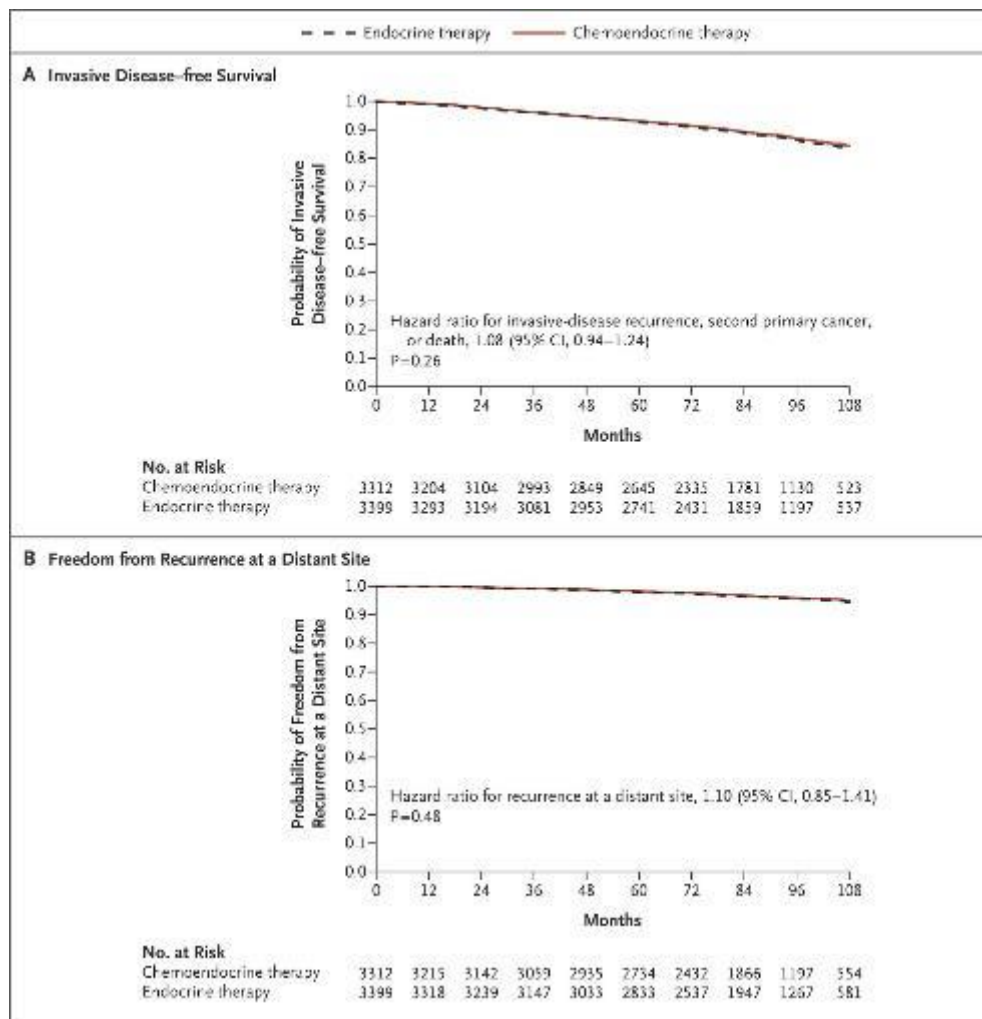 Endocrine therapy Chemoendocrine therapy
A Invasive Disease–free Survival
Probability of Invasive
Disease–free Survival
1.0
0.9
0.8
0.7
0.6
0.5
0.4
0.3
0.2
0.1
0.0
Hazard ratio for invasive-disease recurrence, second primary cancer,
or death, 1.08 (95% CI, 0.94–1.24)
P=0.26
0 12 24 36 48 60 72 84 96 108
Months
No. at Risk
Chemoendocrine therapy 3312 3204 3104 2993 2849 2645 2335 1781 1130 523
Endocrine therapy 3399 3293 3194 3081 2953 2741 2431 1859 1197 537
B Freedom from Recurrence at a Distant Site
Probability of Freedom from
Recurrence at a Distant Site
1.0
0.9
0.8
0.7
0.6
0.5
0.4
0.3
0.2
0.1
0.0
Hazard ratio for recurrence at a distant site, 1.10 (95% CI, 0.85–1.41)
P=0.48
0 12 24 36 48 60 72 84 96 108
Months
No. at Risk
Chemoendocrine therapy 3312 3215 3142 3059 2935 2734 2432 1866 1197 554
Endocrine therapy 3399 3318 3239 3147 3033 2833 2537 1947 1267 581